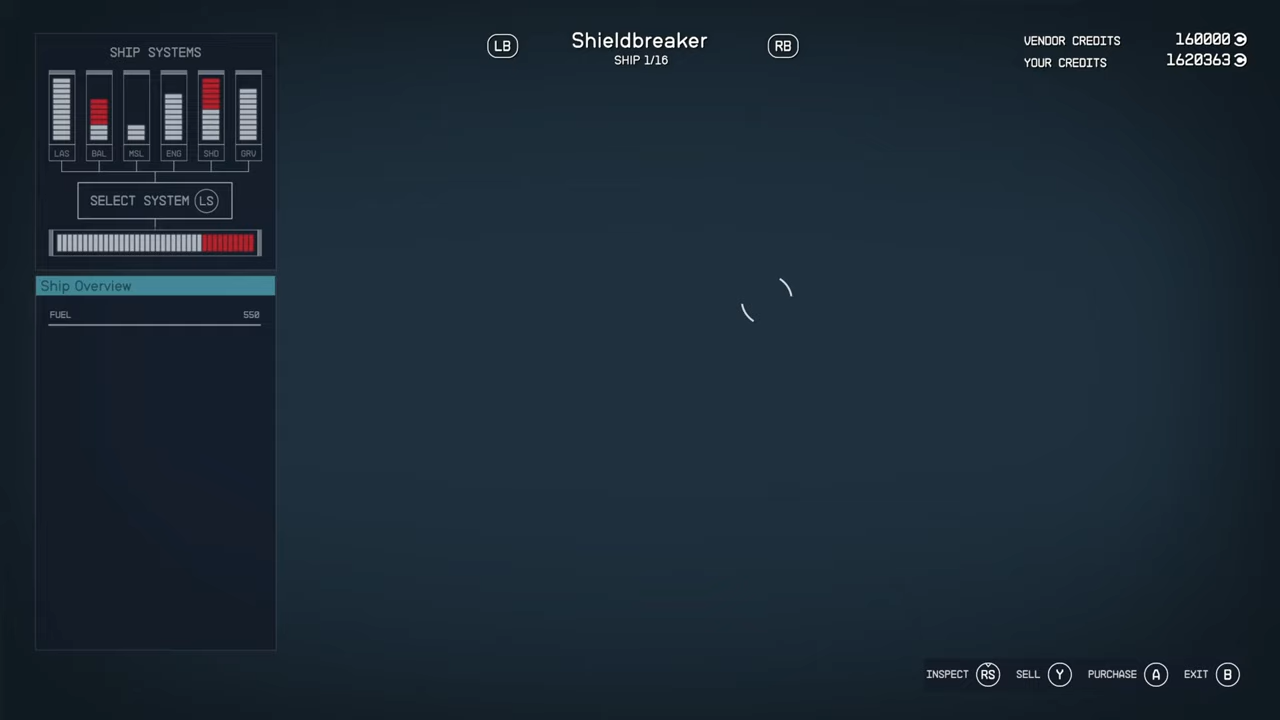 SHIP SYSTEMS
LAS BAL MSL ENG SHD GRV
SELECT SYSTEM LS
Ship Overview
FUEL 550
LB Shieldbreaker RB
SHIP 1/16
VENDOR CREDITS 160000
YOUR CREDITS 1620363
INSPECT RS SELL Y PURCHASE A EXIT B